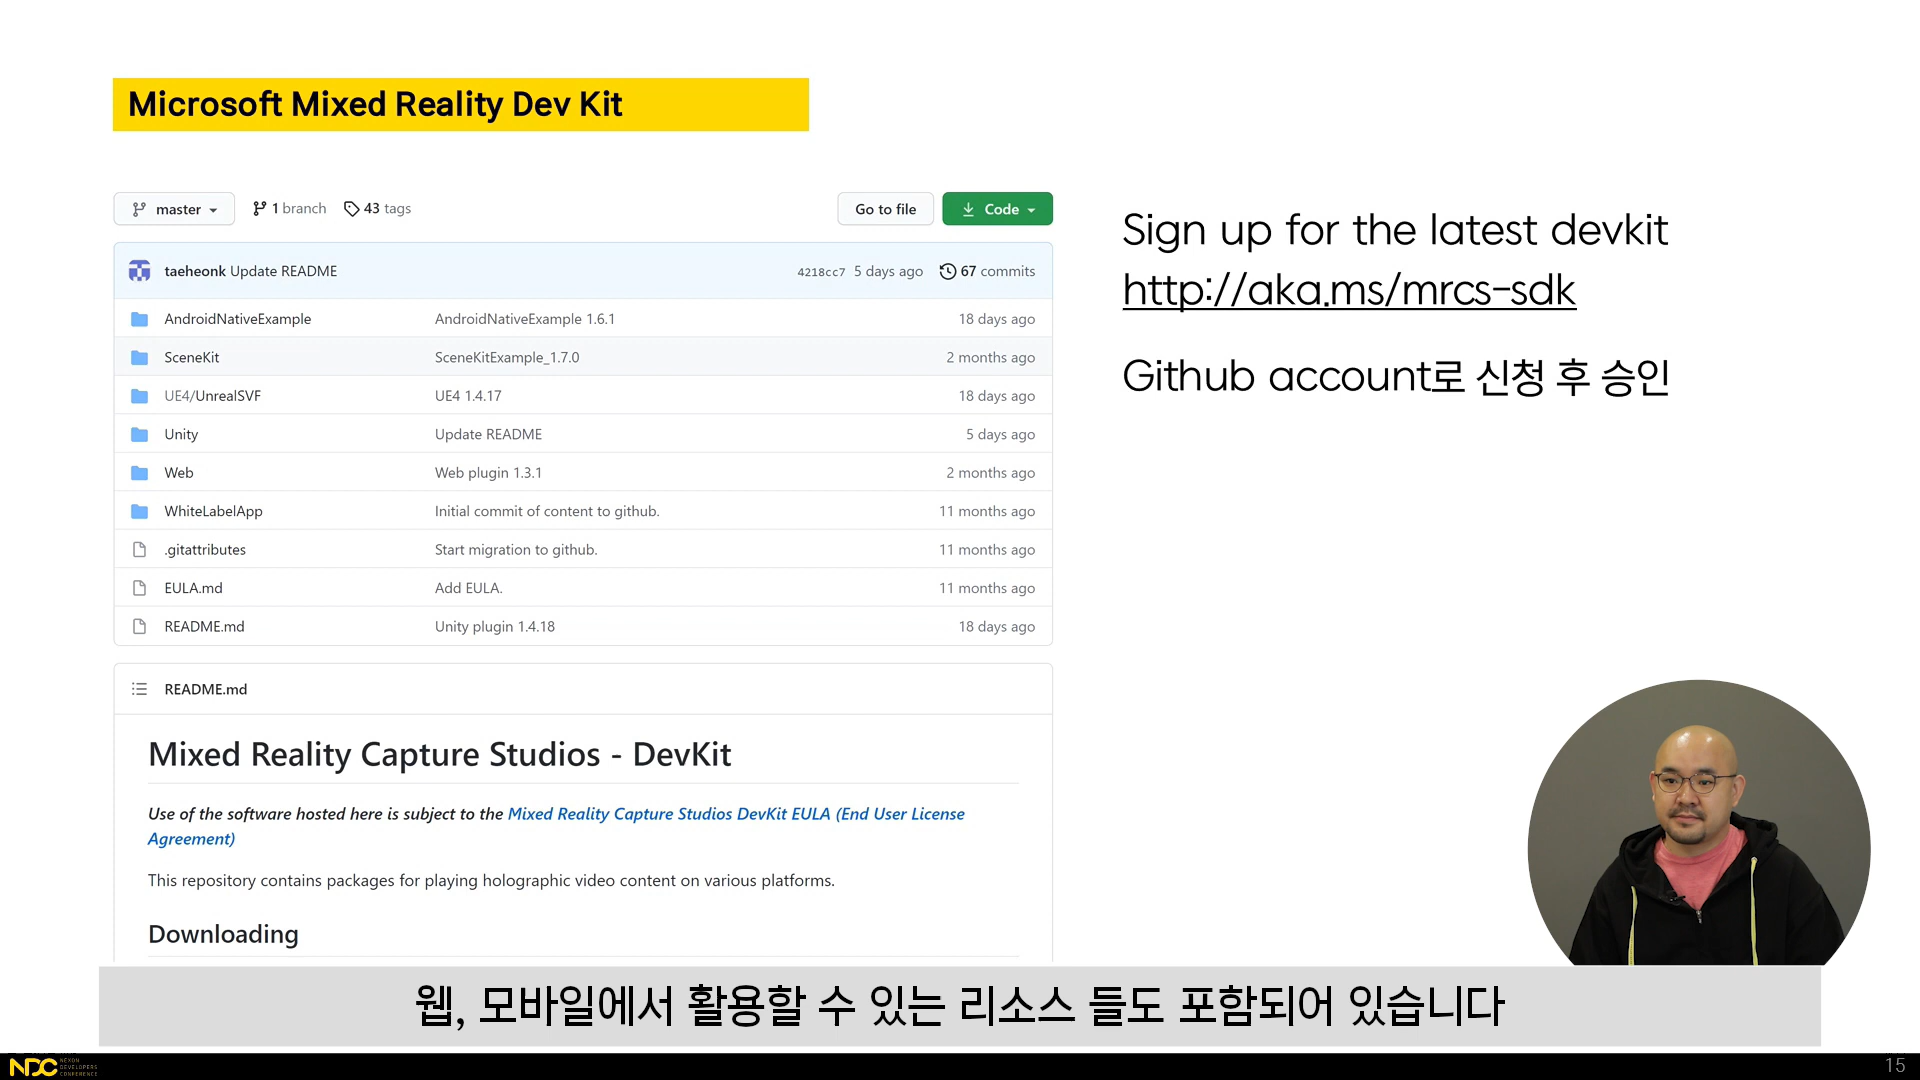 Microsoft Mixed Reality Dev Kit
master 1 branch 43 tags Go to file Code
taeheonk Update README 4218cc7 5 days ago 67 commits
AndroidNativeExample AndroidNativeExample 1.6.1 18 days ago
SceneKit SceneKitExample_1.7.0 2 months ago
UE4/UnrealSVF UE4 1.4.17 18 days ago
Unity Update README 5 days ago
Web Web plugin 1.3.1 2 months ago
WhiteLabelApp Initial commit of content to github. 11 months ago
.gitattributes Start migration to github. 11 months ago
EULA.md Add EULA. 11 months ago
README.md Unity plugin 1.4.18 18 days ago
README.md
Mixed Reality Capture Studios - DevKit
Use of the software hosted here is subject to the Mixed Reality Capture Studios DevKit EULA (End User License
Agreement)
This repository contains packages for playing holographic video content on various platforms.
Downloading
Sign up for the latest devkit
http://aka.ms/mrcs-sdk
Github account로 신청 후 승인
웹, 모바일에서 활용할 수 있는 리소스 들도 포함되어 있습니다
NDC
NEXON
DEVELOPERS
CONFERENCE
15